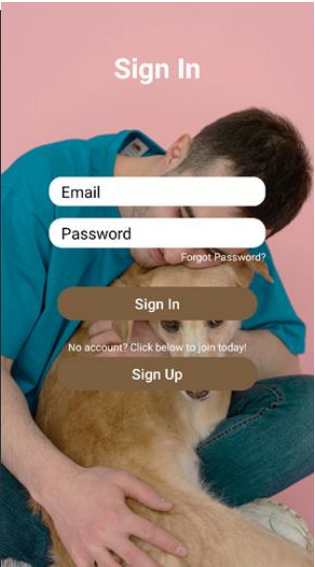 Sign In
Email
Password
Forgot Password?
Sign In
No account? Click below to join today!
Sign Up